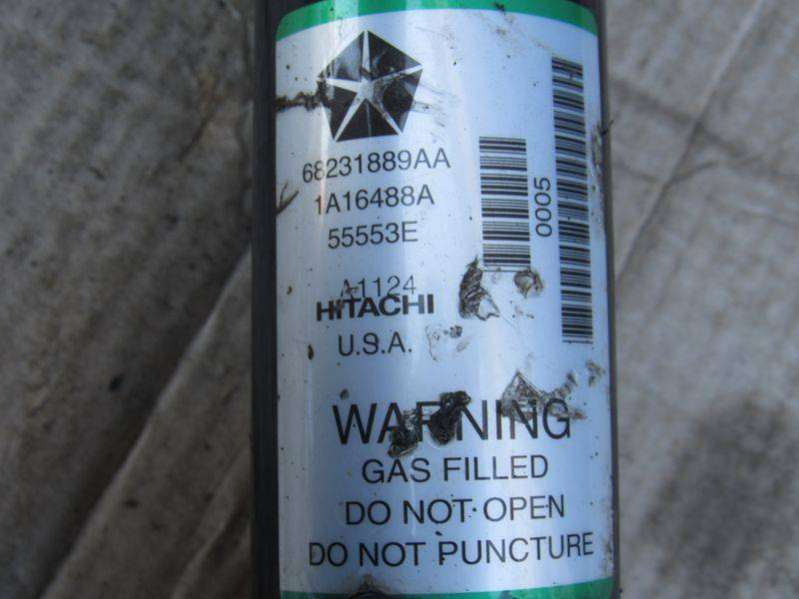 68231889AA
1A16488A
55553E
A1124
HITACHI
U.S.A.
0005
WARNING
GAS FILLED
DO NOT OPEN
DO NOT PUNCTURE